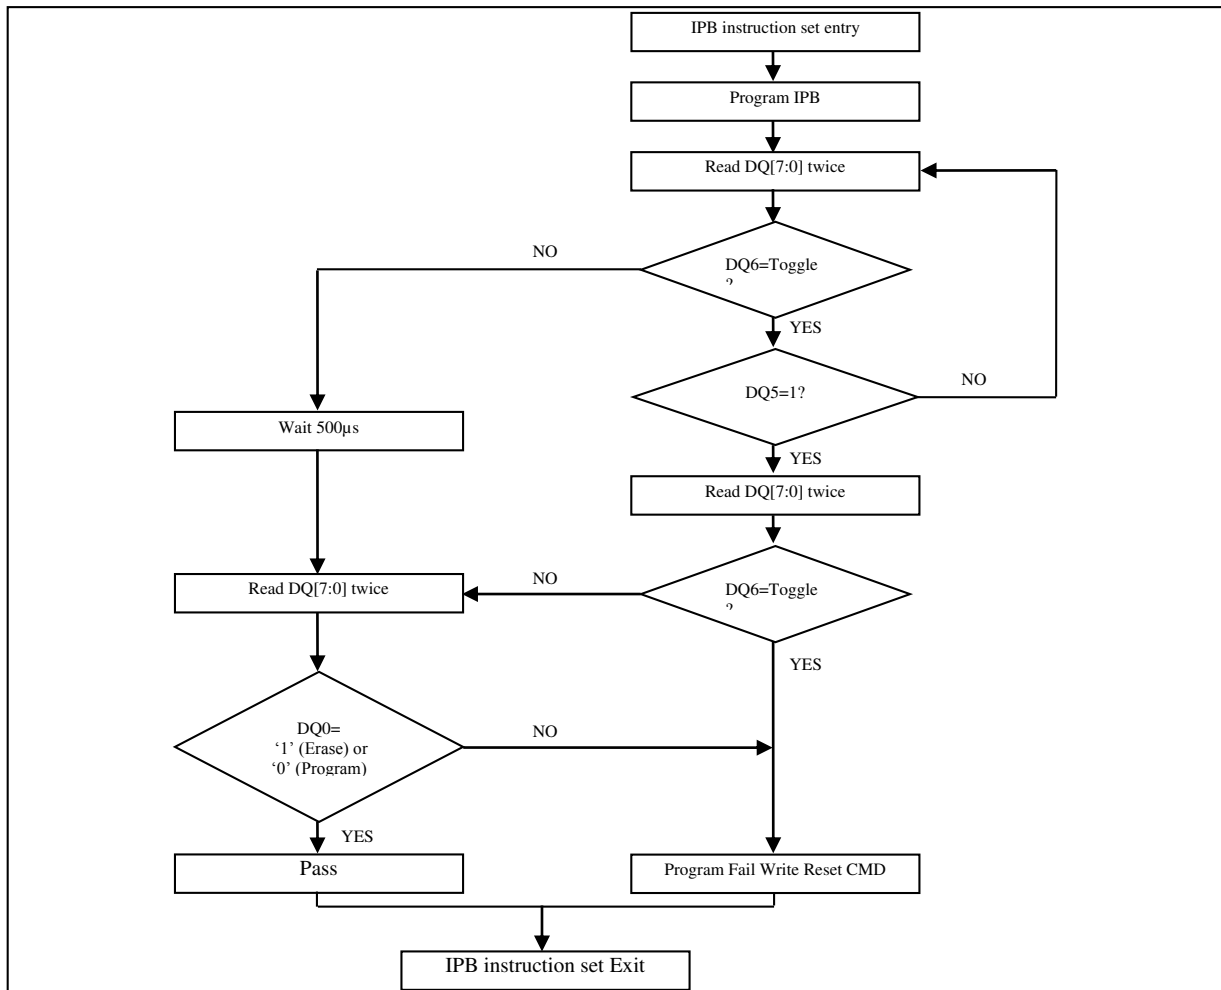 IPB instruction set entry
Program IPB
Read DQ[7:0] twice
NO
DQ6=Toggle
?
YES
DQ5=1?
NO
Wait 500µs
YES
Read DQ[7:0] twice
Read DQ[7:0] twice
NO
DQ6=Toggle
?
YES
DQ0=
‘1’ (Erase) or
‘0’ (Program)
NO
YES
Pass
Program Fail Write Reset CMD
IPB instruction set Exit